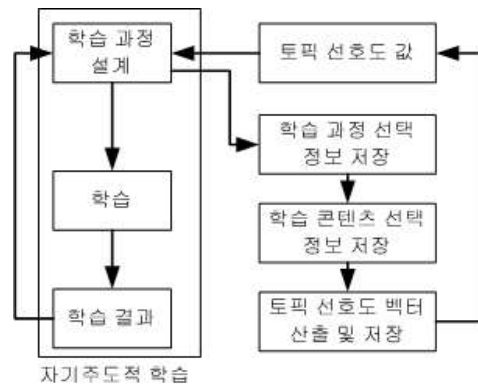 학습 과정
설계
토픽 선호도 값
학습 과정 선택
정보 저장
학습
학습 콘텐츠 선택
정보 저장
학습 결과
토픽 선호도 벡터
산출 및 저장
자기주도적 학습